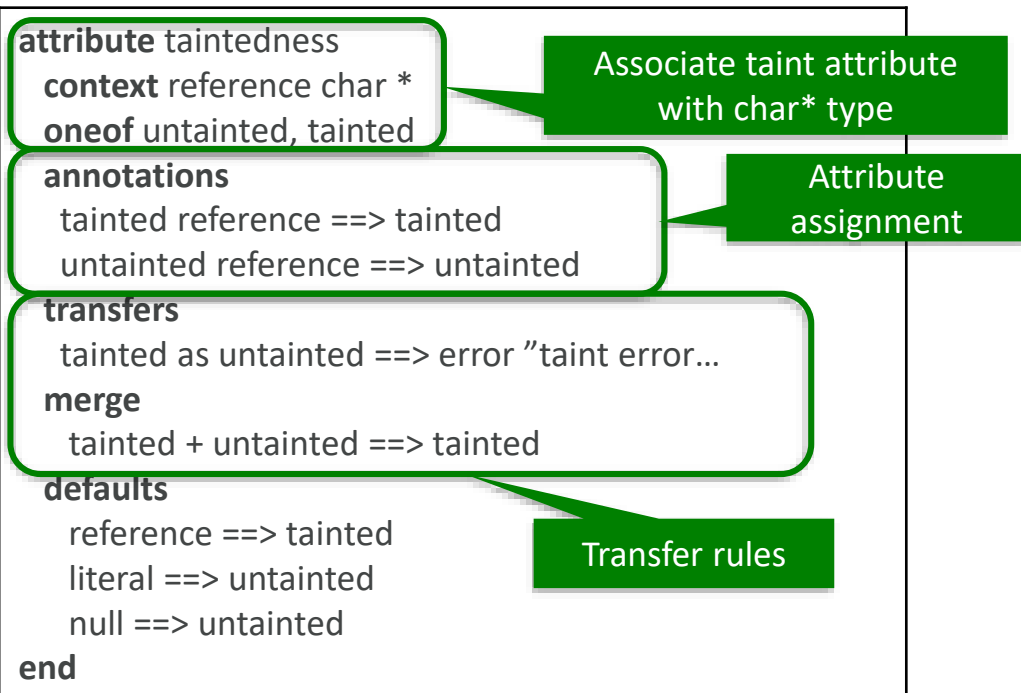 attribute taintedness
context reference char *
oneof untainted, tainted
annotations
tainted reference ==> tainted
untainted reference ==> untainted
transfers
tainted as untainted ==> error ”taint error…
merge
tainted + untainted ==> tainted
defaults
reference ==> tainted
literal ==> untainted
null ==> untainted
end
Associate taint attribute
with char* type
Attribute
assignment
Transfer rules